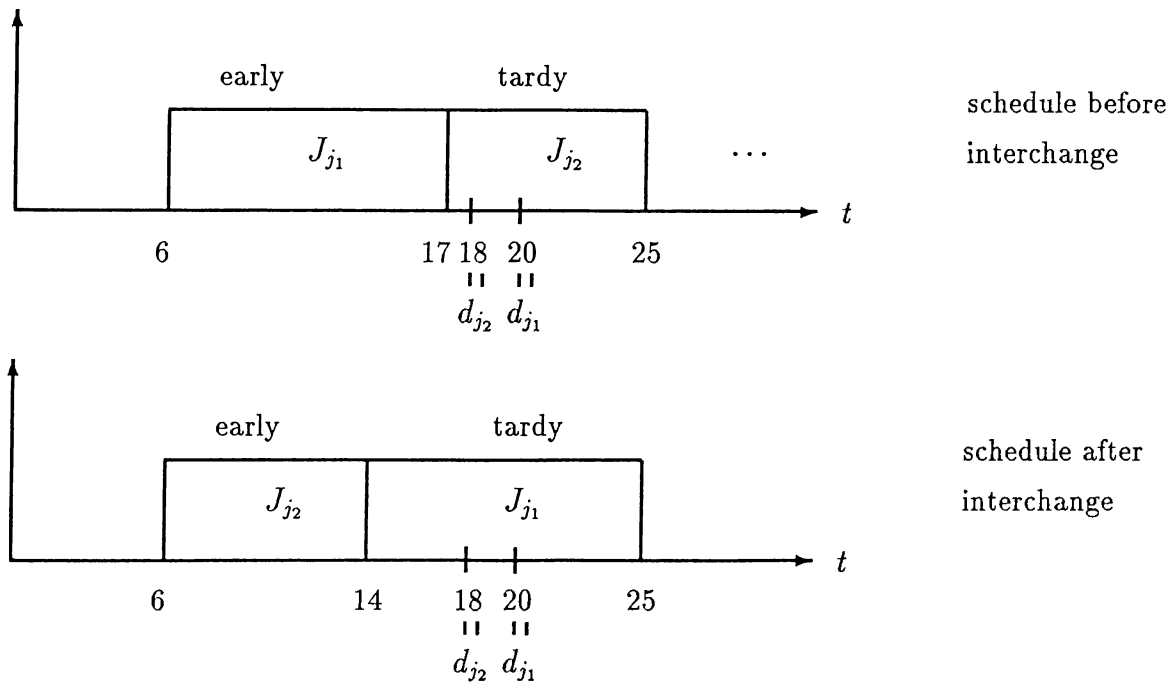 early tardy
schedule before
J_{j_1} J_{j_2} ...
interchange
t
6 17 18 20 25
d_{j_2} d_{j_1}
early tardy
schedule after
J_{j_2} J_{j_1}
interchange
t
6 14 18 20 25
d_{j_2} d_{j_1}